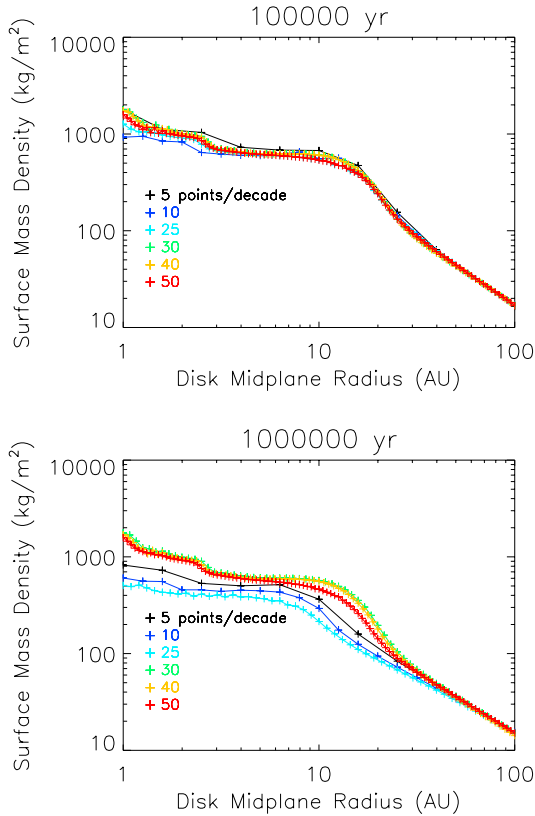 100000 yr
Surface Mass Density (kg/m²)
10000
1000
100
10
+ 5 points/decade
+ 10
+ 25
+ 30
+ 40
+ 50
1 10 100
Disk Midplane Radius (AU)
1000000 yr
Surface Mass Density (kg/m²)
10000
1000
100
10
+ 5 points/decade
+ 10
+ 25
+ 30
+ 40
+ 50
1 10 100
Disk Midplane Radius (AU)